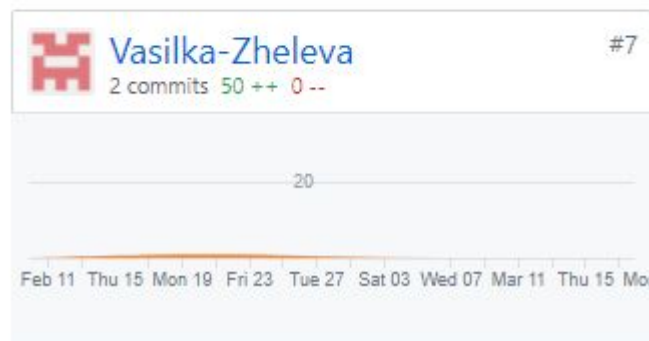 Vasilka-Zheleva #7
2 commits 50 ++ 0 --
20
Feb 11 Thu 15 Mon 19 Fri 23 Tue 27 Sat 03 Wed 07 Mar 11 Thu 15 Mo